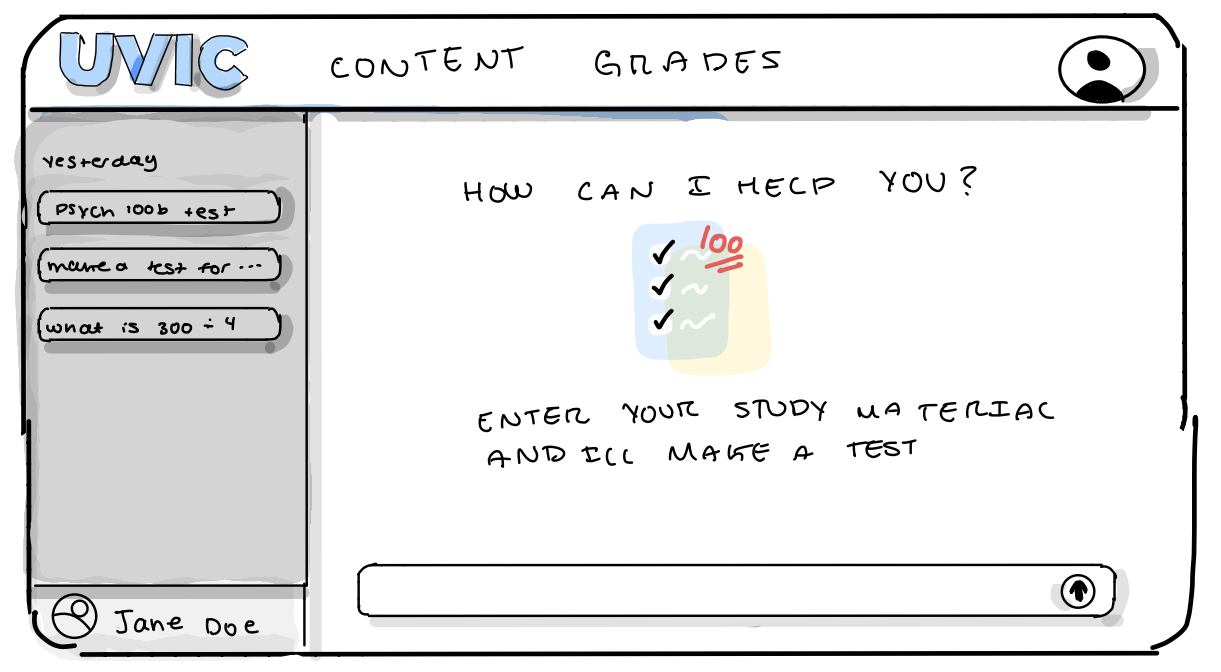 UVIC
CONTENT GRADES
Yesterday
Psych 100b test
make a test for ...
what is 300 ÷ 4
Jane Doe
HOW CAN I HELP YOU?
100
ENTER YOUR STUDY MATERIAL
AND ILL MAKE A TEST